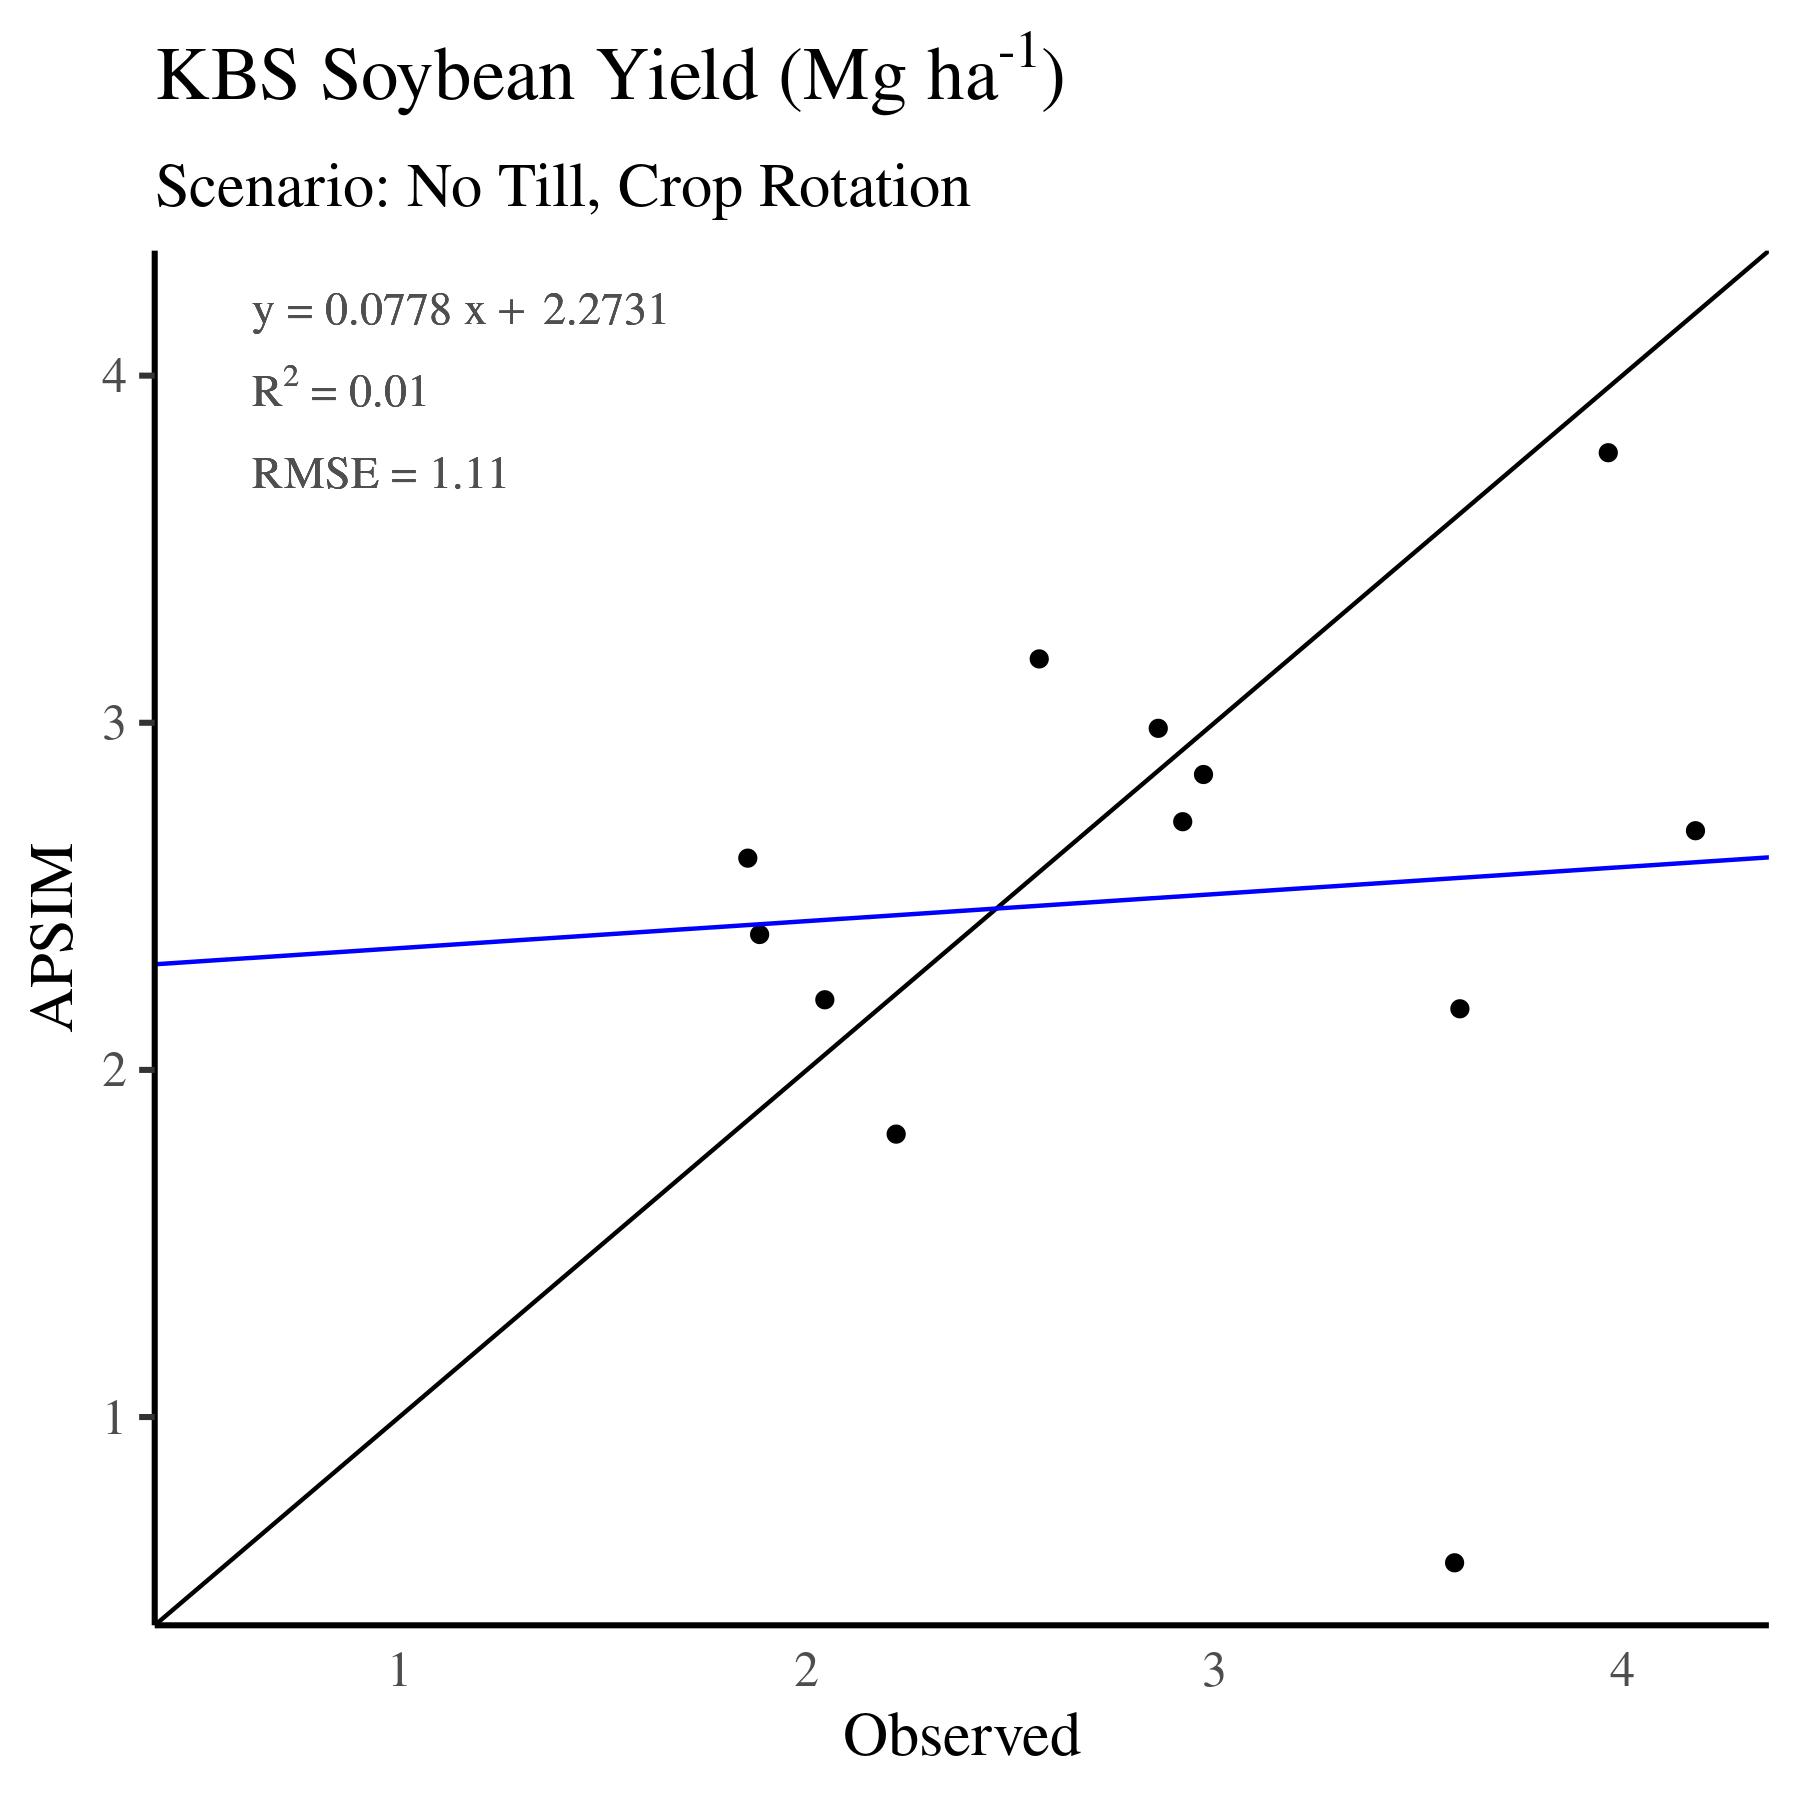 KBS Soybean Yield (Mg ha⁻¹)
Scenario: No Till, Crop Rotation
y = 0.0778 x + 2.2731
R² = 0.01
RMSE = 1.11
4
3
2
1
APSIM
1 2 3 4
Observed